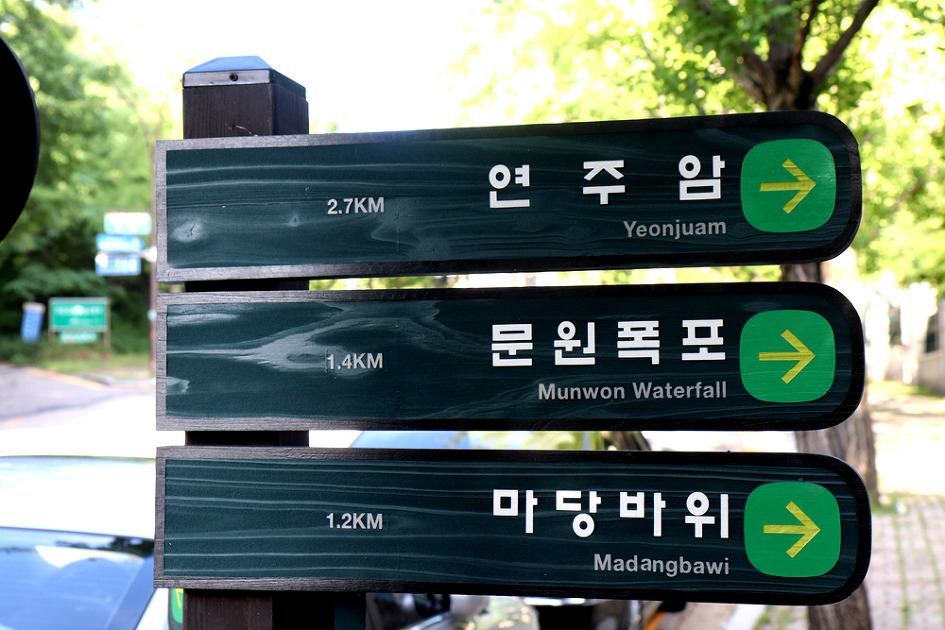 연주암
2.7KM
Yeonjuam
문원폭포
1.4KM
Munwon Waterfall
마당바위
1.2KM
Madangbawi